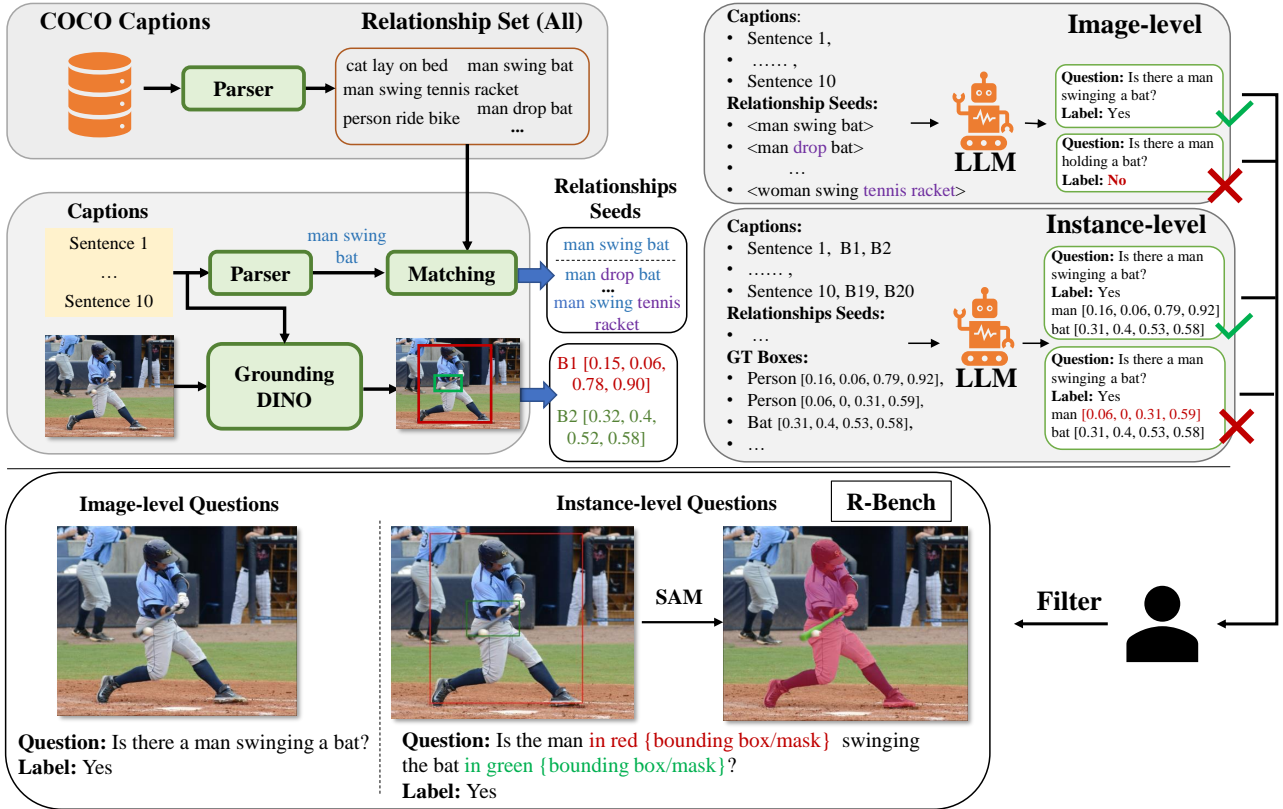 COCO Captions
Relationship Set (All)
Parser
cat lay on bed
man swing bat
man swing tennis racket
person ride bike
man drop bat
...
Captions
Sentence 1
...
Sentence 10
Parser
man swing
bat
Matching
Grounding
DINO
Relationships
Seeds
man swing bat
man drop bat
...
man swing tennis
racket
B1 [0.15, 0.06,
0.78, 0.90]
B2 [0.32, 0.4,
0.52, 0.58]
Image-level
Captions:
• Sentence 1,
• …… ,
• Sentence 10
Relationship Seeds:
• <man swing bat>
• <man drop bat>
…
• <woman swing tennis racket>
LLM
Question: Is there a man
swinging a bat?
Label: Yes
Question: Is there a man
holding a bat?
Label: No
Instance-level
Captions:
• Sentence 1, B1, B2
• …… ,
• Sentence 10, B19, B20
Relationships Seeds:
• …
GT Boxes:
• Person [0.16, 0.06, 0.79, 0.92],
• Person [0.06, 0, 0.31, 0.59],
• Bat [0.31, 0.4, 0.53, 0.58],
• …
LLM
Question: Is there a man
swinging a bat?
Label: Yes
man [0.16, 0.06, 0.79, 0.92]
bat [0.31, 0.4, 0.53, 0.58]
Question: Is there a man
swinging a bat?
Label: Yes
man [0.06, 0, 0.31, 0.59]
bat [0.31, 0.4, 0.53, 0.58]
Image-level Questions
Instance-level Questions
R-Bench
SAM
Filter
Question: Is there a man swinging a bat?
Label: Yes
Question: Is the man in red {bounding box/mask} swinging
the bat in green {bounding box/mask}?
Label: Yes